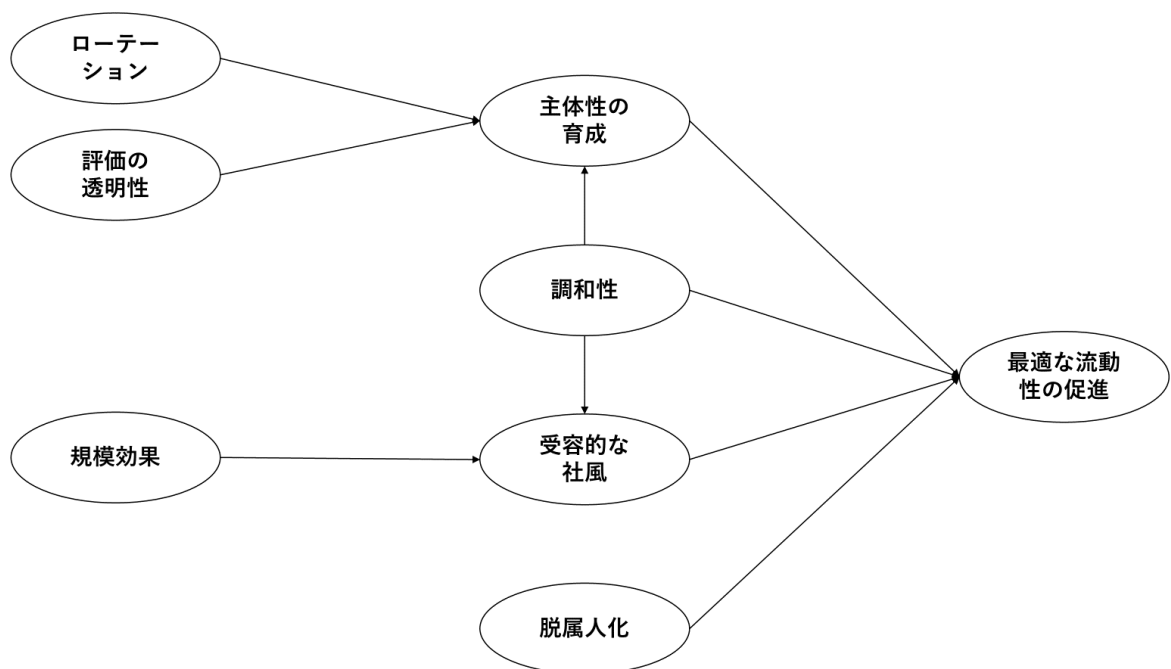 ローテー
ション
評価の
透明性
主体性の
育成
調和性
規模効果
受容的な
社風
脱属人化
最適な流動
性の促進